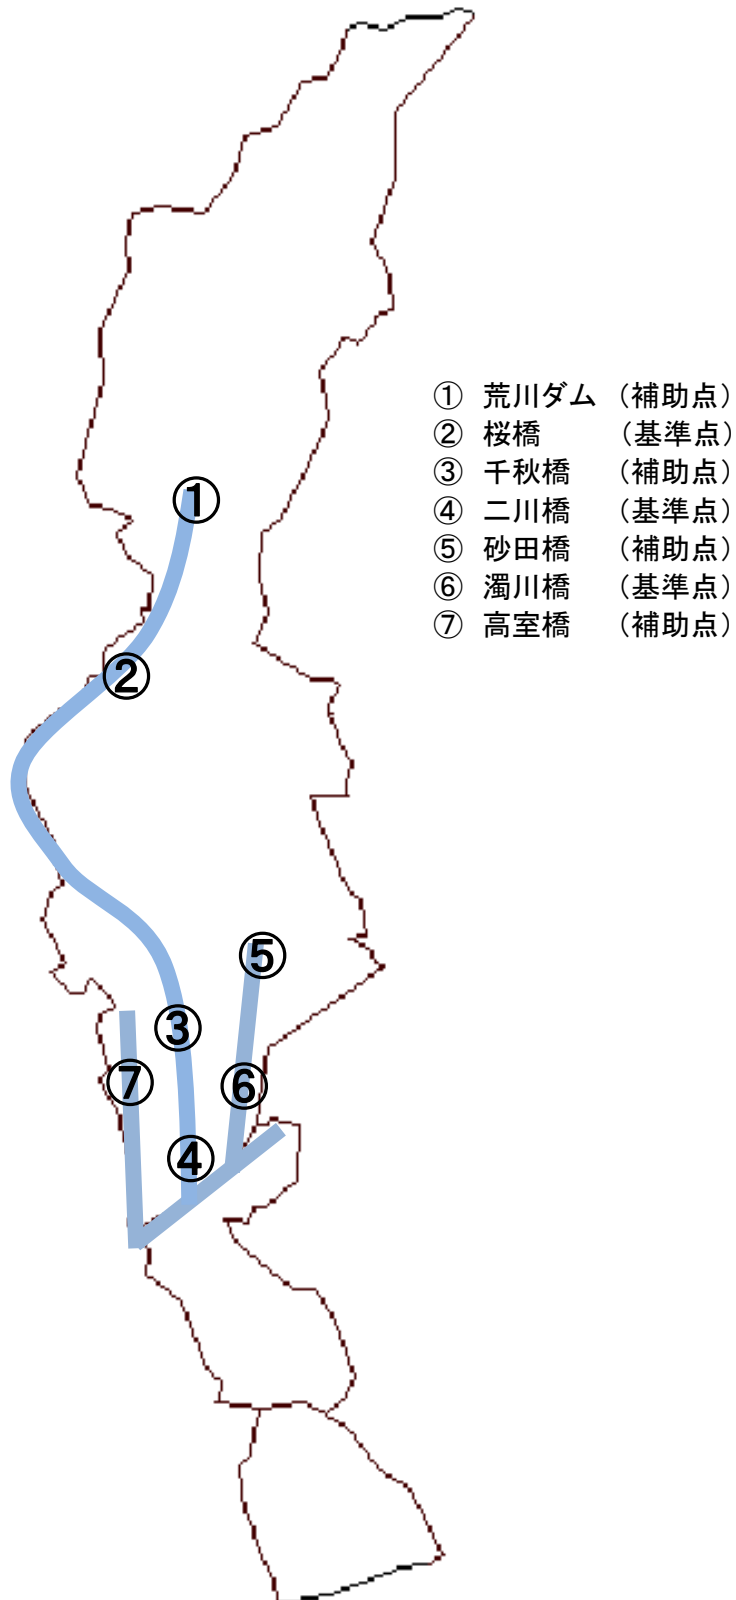 ①
① 荒川ダム （補助点）
② 桜橋 （基準点）
③ 千秋橋 （補助点）
④ 二川橋 （基準点）
⑤ 砂田橋 （補助点）
⑥ 濁川橋 （基準点）
⑦ 高室橋 （補助点）
②
⑤
③
⑦
⑥
④